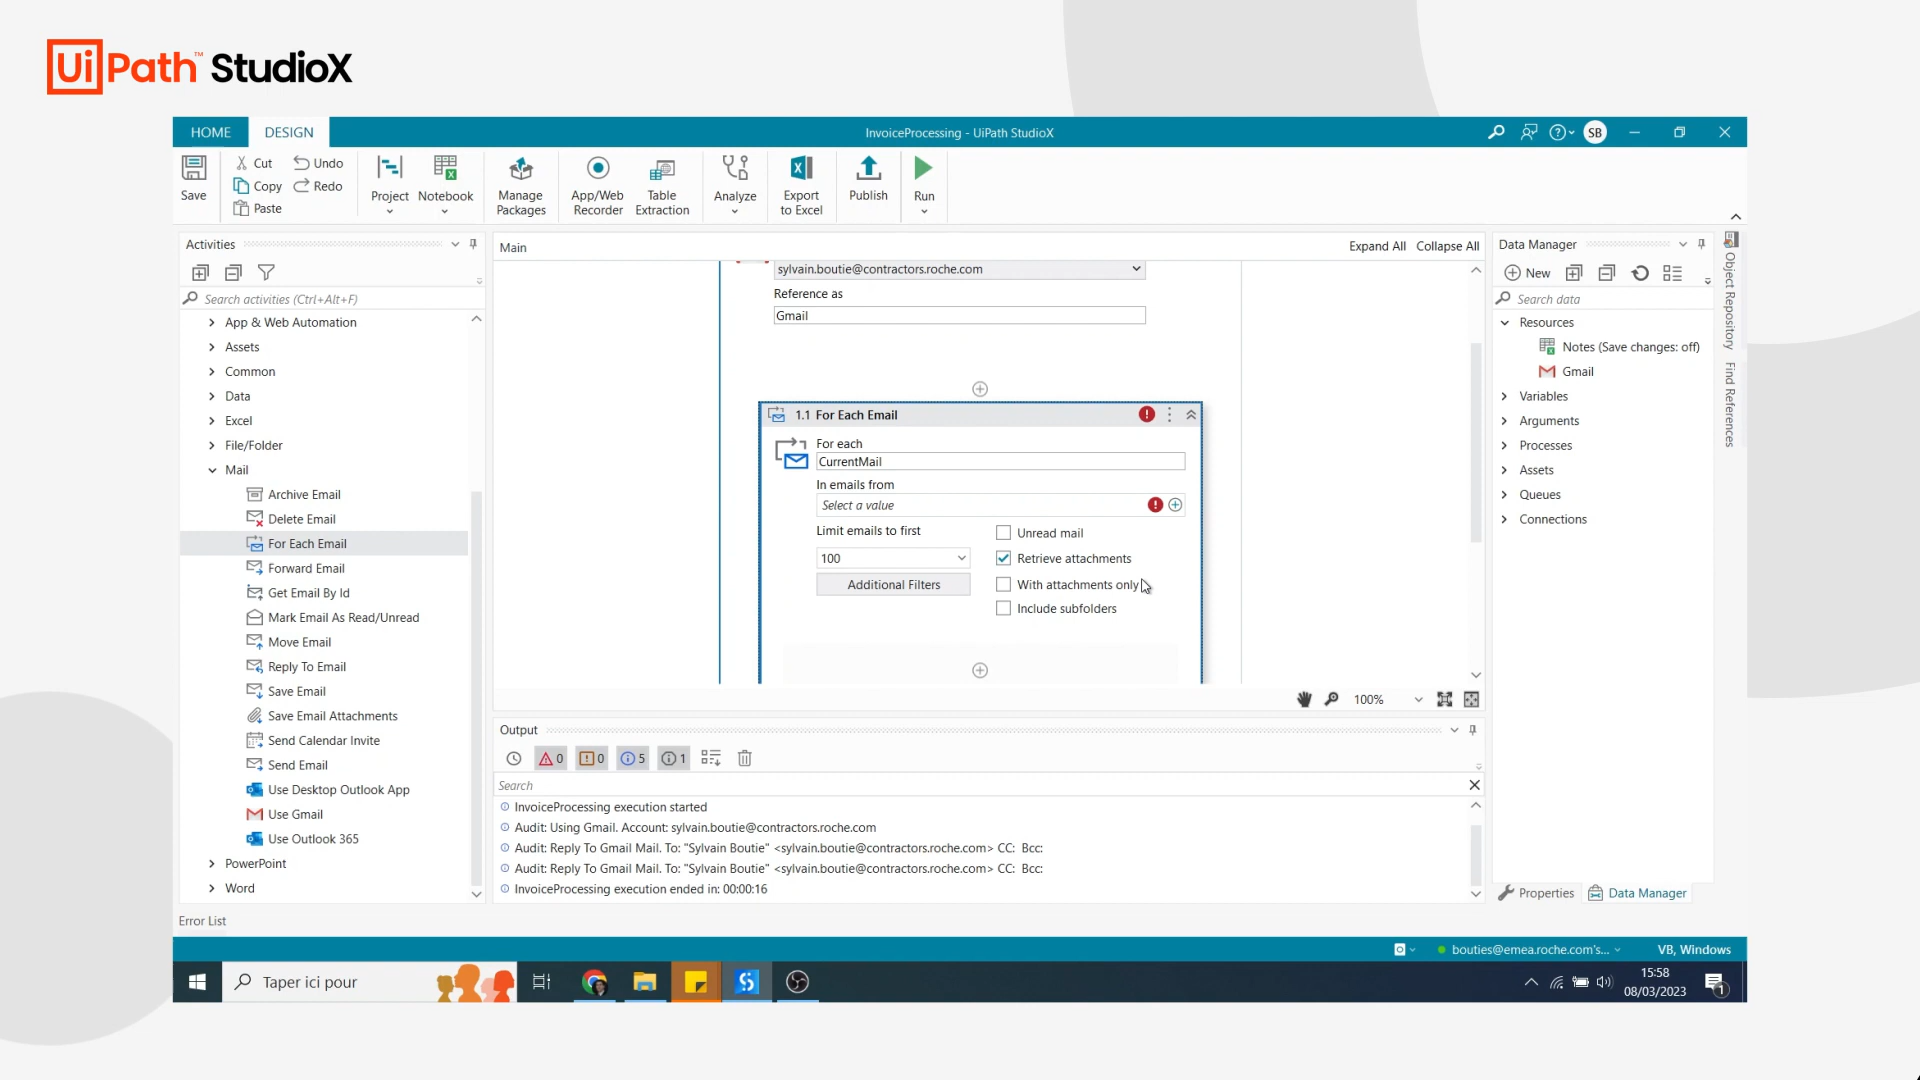 UiPath™ StudioX
HOME
DESIGN
InvoiceProcessing - UiPath StudioX
SB
Save
Cut
Copy
Paste
Undo
Redo
Project
Notebook
Manage Packages
App/Web Recorder
Table Extraction
Analyze
Export to Excel
Publish
Run
Activities
Search activities (Ctrl+Alt+F)
App & Web Automation
Assets
Common
Data
Excel
File/Folder
Mail
Archive Email
Delete Email
For Each Email
Forward Email
Get Email By Id
Mark Email As Read/Unread
Move Email
Reply To Email
Save Email
Save Email Attachments
Send Calendar Invite
Send Email
Use Desktop Outlook App
Use Gmail
Use Outlook 365
PowerPoint
Word
Error List
Main
Expand All
Collapse All
sylvain.boutie@contractors.roche.com
Reference as
Gmail
1.1 For Each Email
For each
CurrentMail
In emails from
Select a value
Limit emails to first
100
Additional Filters
Unread mail
Retrieve attachments
With attachments only
Include subfolders
100%
Output
0
0
5
1
Search
InvoiceProcessing execution started
Audit: Using Gmail. Account: sylvain.boutie@contractors.roche.com
Audit: Reply To Gmail Mail. To: "Sylvain Boutie" <sylvain.boutie@contractors.roche.com> CC: Bcc:
Audit: Reply To Gmail Mail. To: "Sylvain Boutie" <sylvain.boutie@contractors.roche.com> CC: Bcc:
InvoiceProcessing execution ended in: 00:00:16
Data Manager
New
Search data
Resources
Notes (Save changes: off)
Gmail
Variables
Arguments
Processes
Assets
Queues
Connections
Object Repository
Find References
Properties
Data Manager
bouties@emea.roche.com's...
VB, Windows
Taper ici pour
15:58
08/03/2023
1